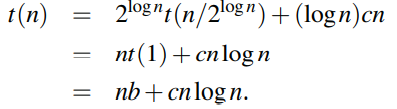 t(n) = 2^{log n} t(n/2^{log n}) + (log n)cn
= nt(1) + cn log n
= nb + cn log n.